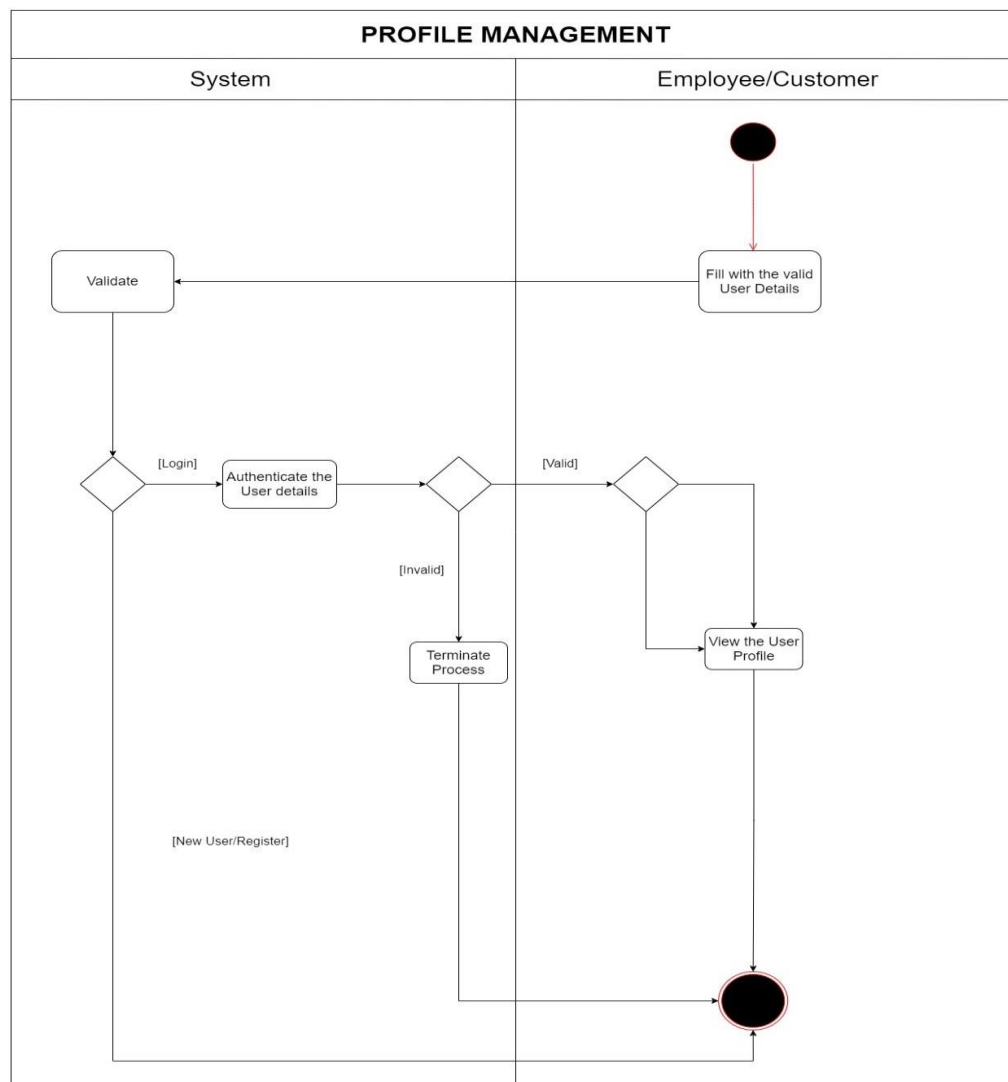 PROFILE MANAGEMENT
System
Employee/Customer
Fill with the valid
User Details
Validate
[Login]
Authenticate the
User details
[Valid]
[Invalid]
Terminate
Process
View the User
Profile
[New User/Register]